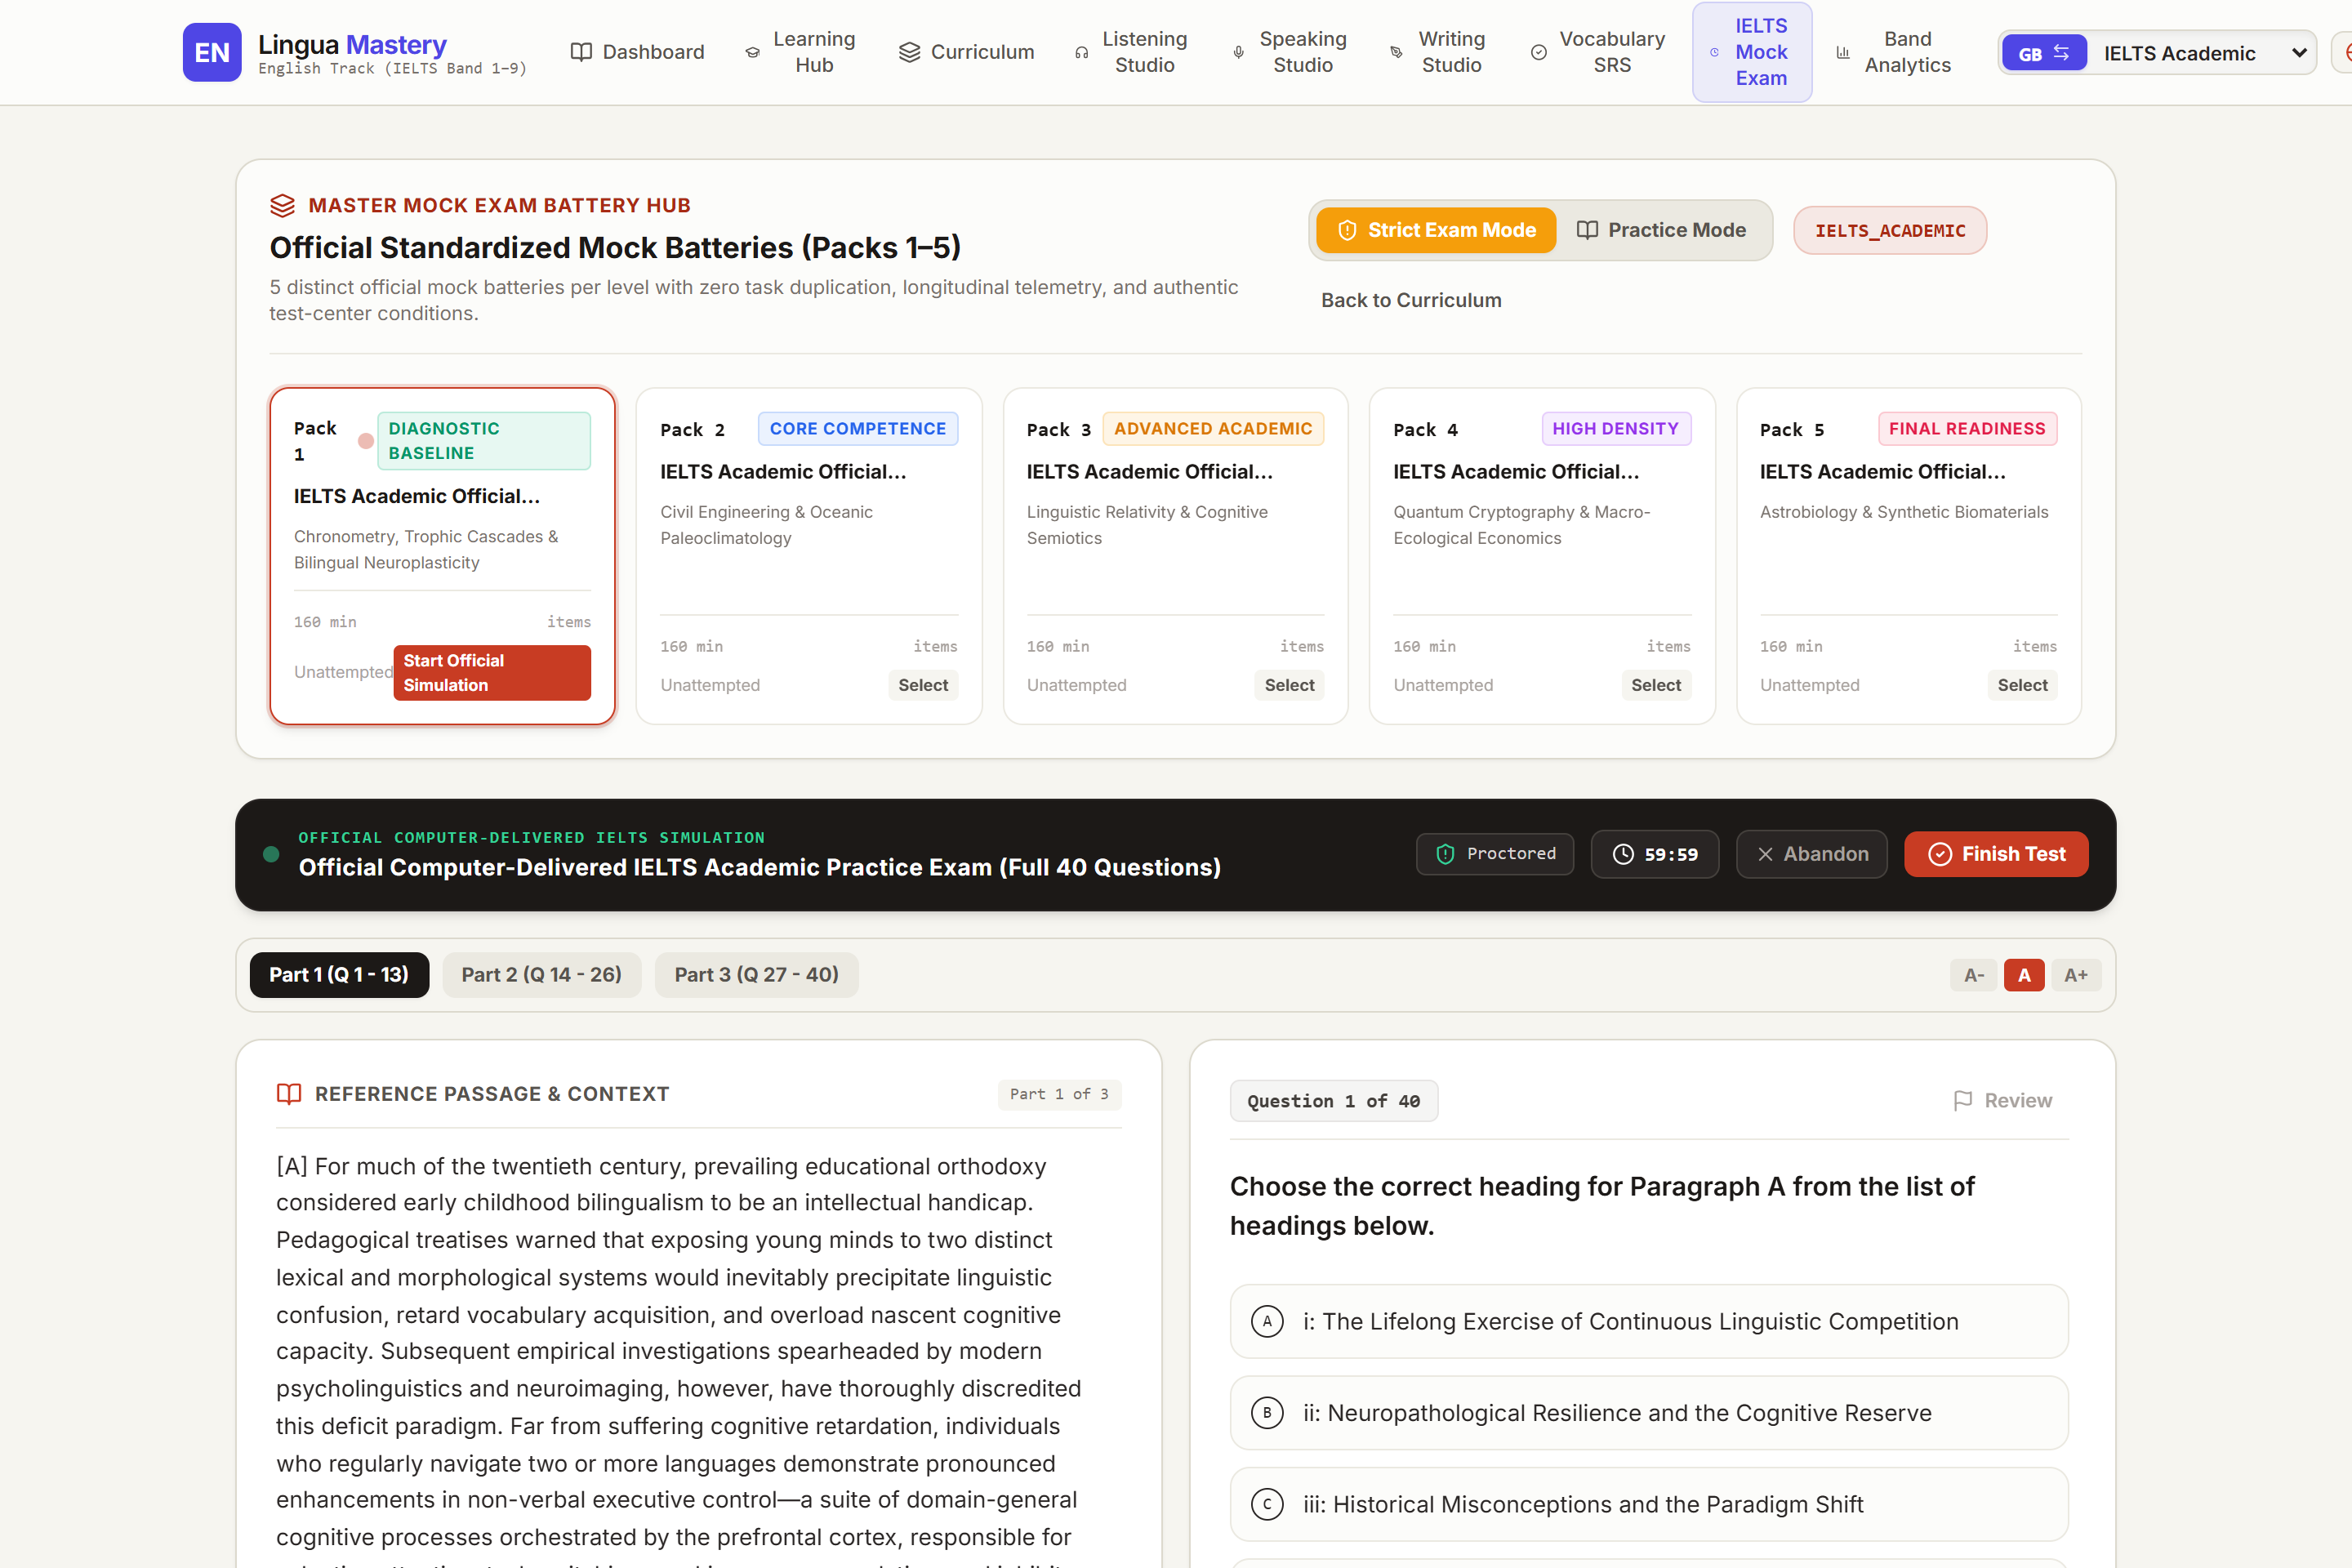 EN
Lingua Mastery
English Track (IELTS Band 1–9)
Dashboard
Learning
Hub
Curriculum
Listening
Studio
Speaking
Studio
Writing
Studio
Vocabulary
SRS
IELTS
Mock
Exam
Band
Analytics
GB
IELTS Academic
MASTER MOCK EXAM BATTERY HUB
Official Standardized Mock Batteries (Packs 1–5)
5 distinct official mock batteries per level with zero task duplication, longitudinal telemetry, and authentic
test-center conditions.
Strict Exam Mode
Practice Mode
IELTS_ACADEMIC
Back to Curriculum
Pack
1
DIAGNOSTIC
BASELINE
IELTS Academic Official...
Chronometry, Trophic Cascades &
Bilingual Neuroplasticity
160 min
items
Unattempted
Start Official
Simulation
Pack 2
CORE COMPETENCE
IELTS Academic Official...
Civil Engineering & Oceanic
Paleoclimatology
160 min
items
Unattempted
Select
Pack 3
ADVANCED ACADEMIC
IELTS Academic Official...
Linguistic Relativity & Cognitive
Semiotics
160 min
items
Unattempted
Select
Pack 4
HIGH DENSITY
IELTS Academic Official...
Quantum Cryptography & Macro-
Ecological Economics
160 min
items
Unattempted
Select
Pack 5
FINAL READINESS
IELTS Academic Official...
Astrobiology & Synthetic Biomaterials
160 min
items
Unattempted
Select
OFFICIAL COMPUTER-DELIVERED IELTS SIMULATION
Official Computer-Delivered IELTS Academic Practice Exam (Full 40 Questions)
Proctored
59:59
Abandon
Finish Test
Part 1 (Q 1 - 13)
Part 2 (Q 14 - 26)
Part 3 (Q 27 - 40)
A-
A
A+
REFERENCE PASSAGE & CONTEXT
Part 1 of 3
[A] For much of the twentieth century, prevailing educational orthodoxy
considered early childhood bilingualism to be an intellectual handicap.
Pedagogical treatises warned that exposing young minds to two distinct
lexical and morphological systems would inevitably precipitate linguistic
confusion, retard vocabulary acquisition, and overload nascent cognitive
capacity. Subsequent empirical investigations spearheaded by modern
psycholinguistics and neuroimaging, however, have thoroughly discredited
this deficit paradigm. Far from suffering cognitive retardation, individuals
who regularly navigate two or more languages demonstrate pronounced
enhancements in non-verbal executive control—a suite of domain-general
cognitive processes orchestrated by the prefrontal cortex, responsible for
Question 1 of 40
Review
Choose the correct heading for Paragraph A from the list of
headings below.
A
i: The Lifelong Exercise of Continuous Linguistic Competition
B
ii: Neuropathological Resilience and the Cognitive Reserve
C
iii: Historical Misconceptions and the Paradigm Shift